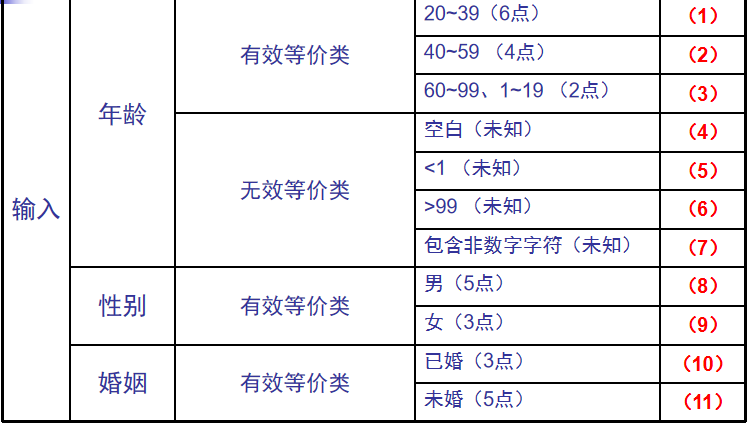 输入
年龄
有效等价类
20~39（6点）
（1）
40~59 （4点）
（2）
60~99、1~19 （2点）
（3）
无效等价类
空白（未知）
（4）
<1 （未知）
（5）
>99 （未知）
（6）
包含非数字字符（未知）
（7）
性别
有效等价类
男（5点）
（8）
女（3点）
（9）
婚姻
有效等价类
已婚（3点）
（10）
未婚（5点）
（11）